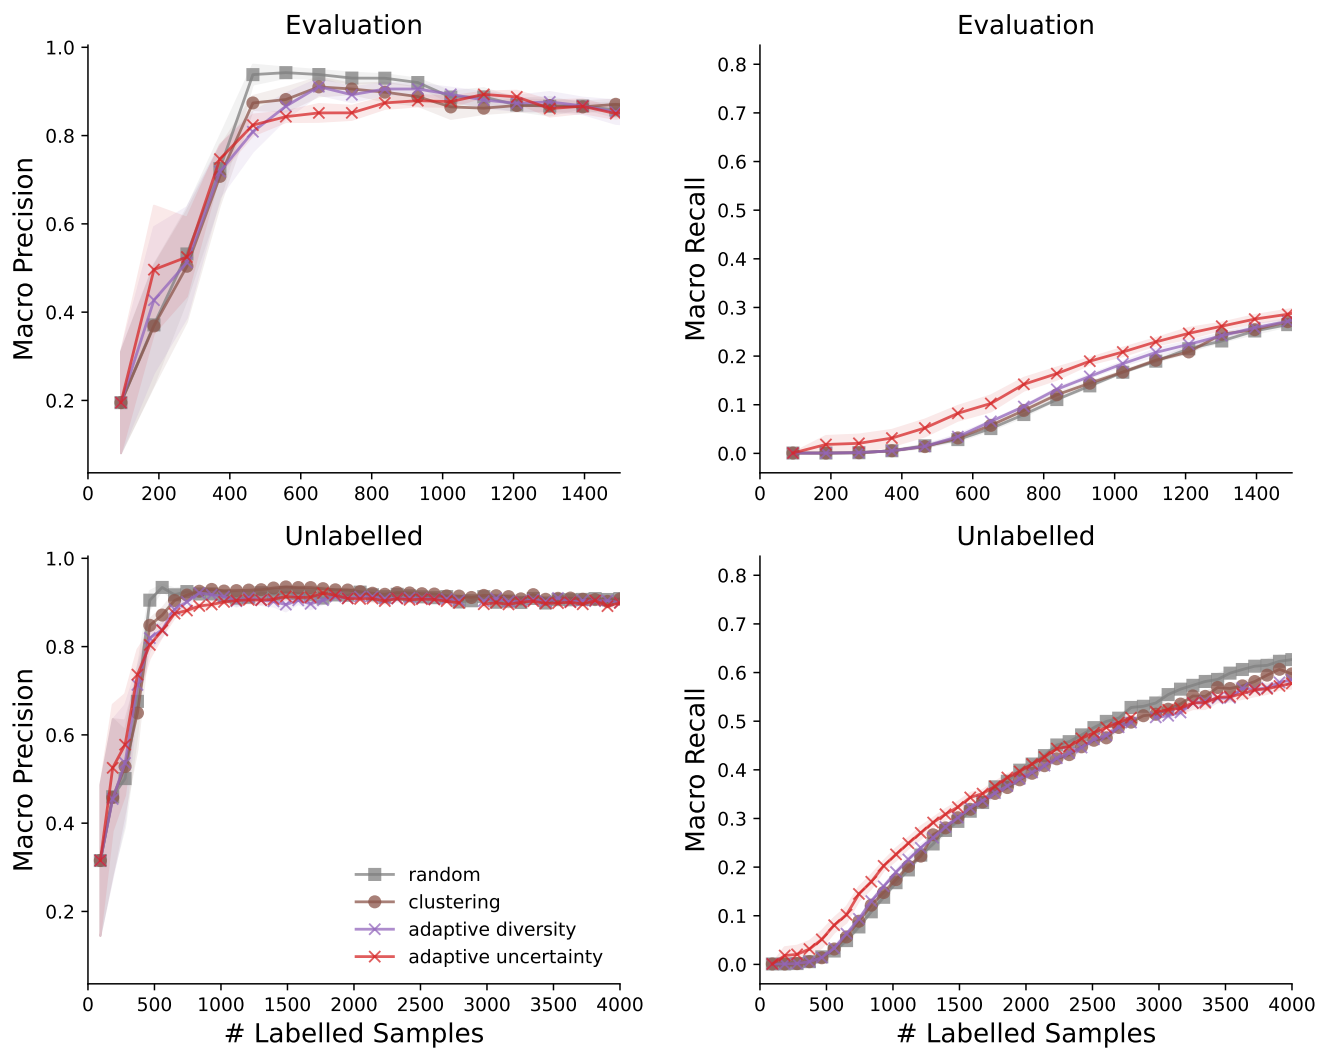 Evaluation
Macro Precision
1.0
0.8
0.6
0.4
0.2
0 200 400 600 800 1000 1200 1400
Evaluation
Macro Recall
0.8
0.7
0.6
0.5
0.4
0.3
0.2
0.1
0.0
0 200 400 600 800 1000 1200 1400
Unlabelled
Macro Precision
1.0
0.8
0.6
0.4
0.2
random
clustering
adaptive diversity
adaptive uncertainty
0 500 1000 1500 2000 2500 3000 3500 4000
# Labelled Samples
Unlabelled
Macro Recall
0.8
0.7
0.6
0.5
0.4
0.3
0.2
0.1
0.0
0 500 1000 1500 2000 2500 3000 3500 4000
# Labelled Samples